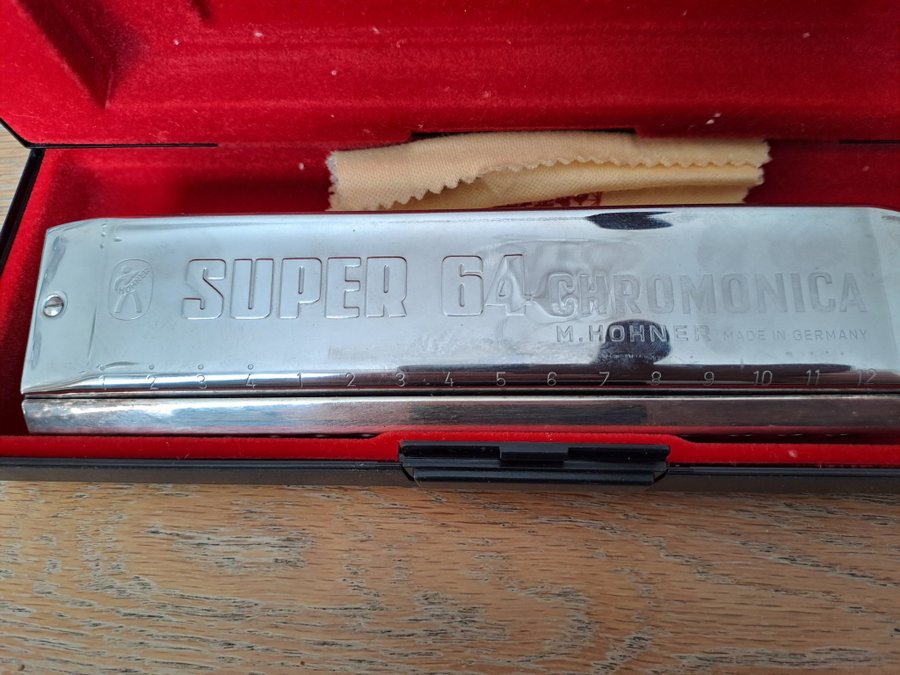 HOHNER
SUPER 64 CHROMONICA
M. HOHNER MADE IN GERMANY
1 2 3 4 1 2 3 4 5 6 7 8 9 10 11 12